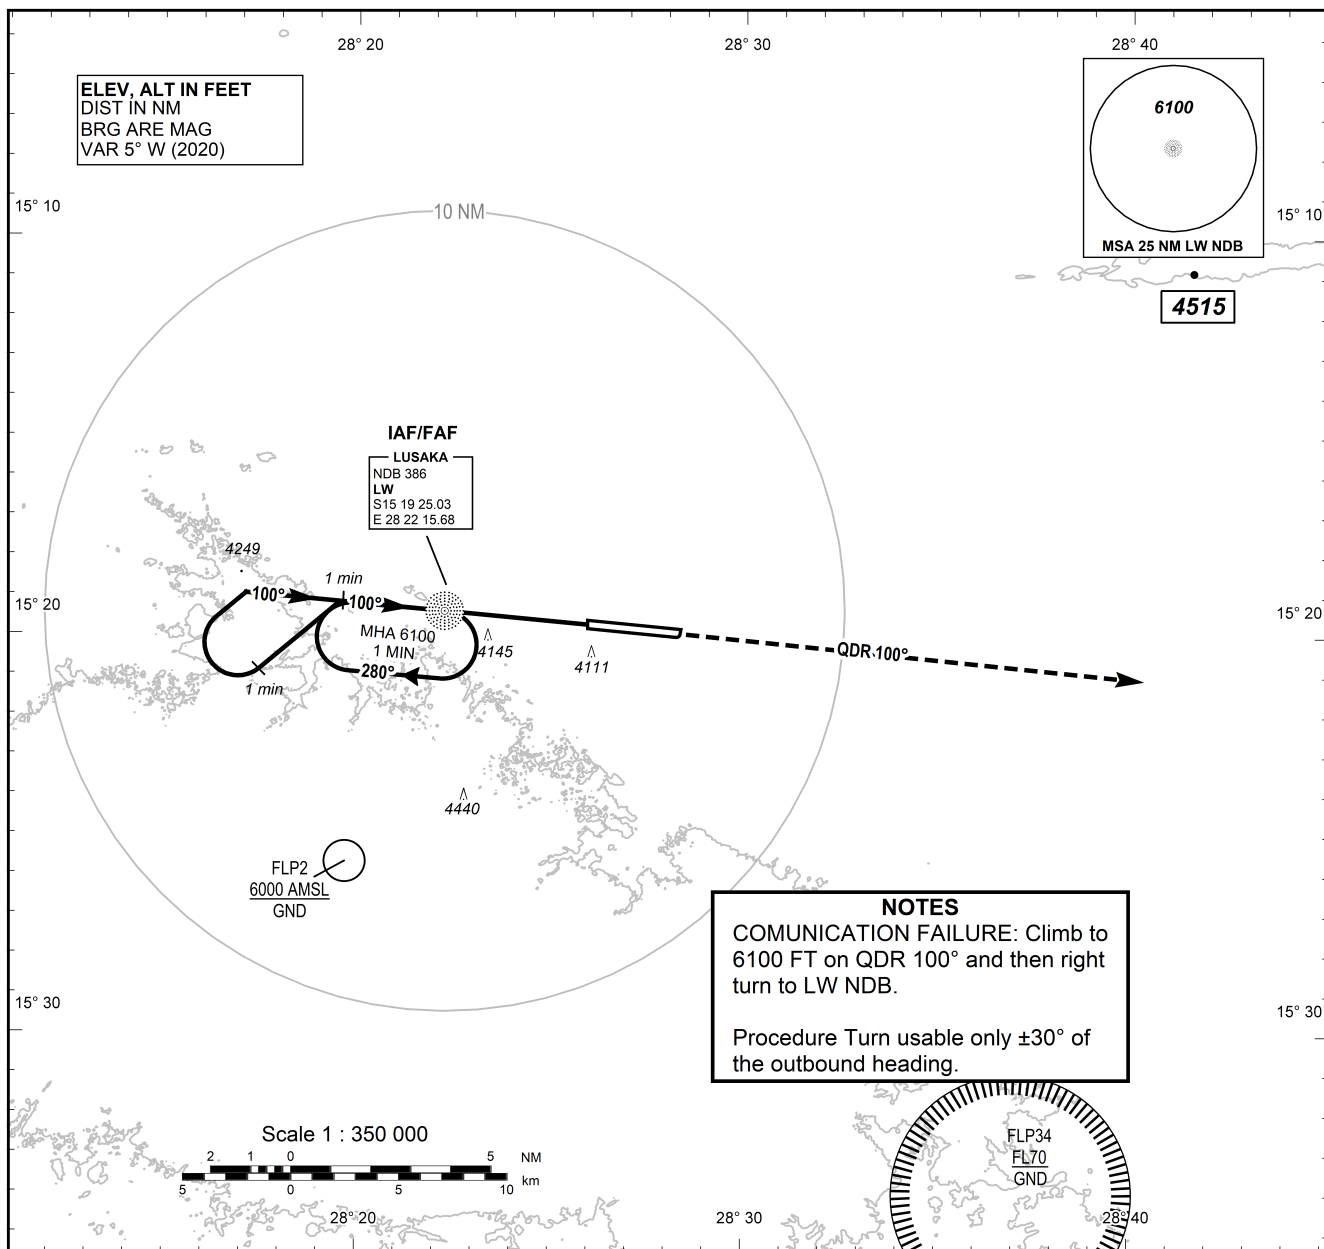 28° 20
28° 30
28° 40
ELEV, ALT IN FEET
DIST IN NM
BRG ARE MAG
VAR 5° W (2020)
6100
MSA 25 NM LW NDB
15° 10
10 NM
15° 10
4515
IAF/FAF
LUSAKA
NDB 386
LW
S15 19 25.03
E 28 22 15.68
4249
1 min
100°
100°
15° 20
15° 20
MHA 6100
1 MIN
4145
4111
QDR 100°
280°
1 min
4440
FLP2
6000 AMSL
GND
NOTES
COMUNICATION FAILURE: Climb to
6100 FT on QDR 100° and then right
turn to LW NDB.
Procedure Turn usable only ±30° of
the outbound heading.
15° 30
15° 30
Scale 1 : 350 000
2 1 0 5 NM
5 0 5 10 km
FLP34
FL70
GND
28° 20
28° 30
28° 40